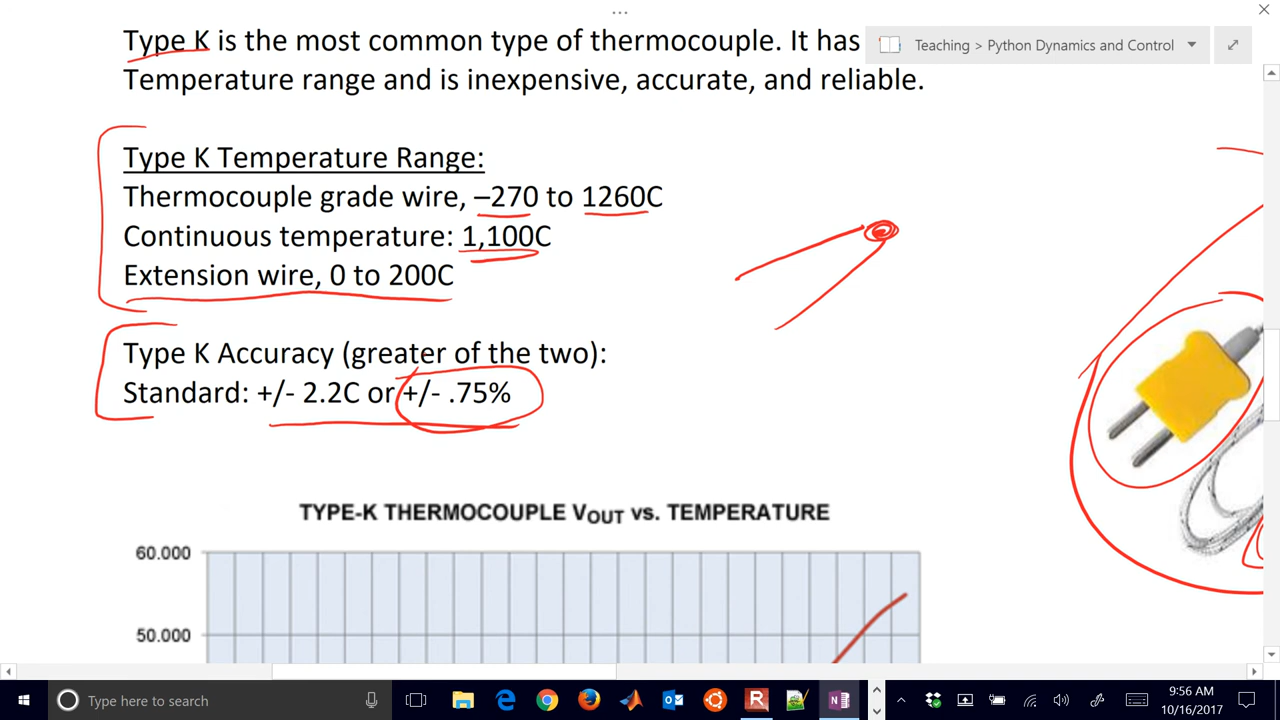 Type K is the most common type of thermocouple. It has
Teaching > Python Dynamics and Control
Temperature range and is inexpensive, accurate, and reliable.
Type K Temperature Range:
Thermocouple grade wire, –270 to 1260C
Continuous temperature: 1,100C
Extension wire, 0 to 200C
Type K Accuracy (greater of the two):
Standard: +/- 2.2C or +/- .75%
TYPE-K THERMOCOUPLE VOUT vs. TEMPERATURE
60.000
50.000
Type here to search
9:56 AM
10/16/2017